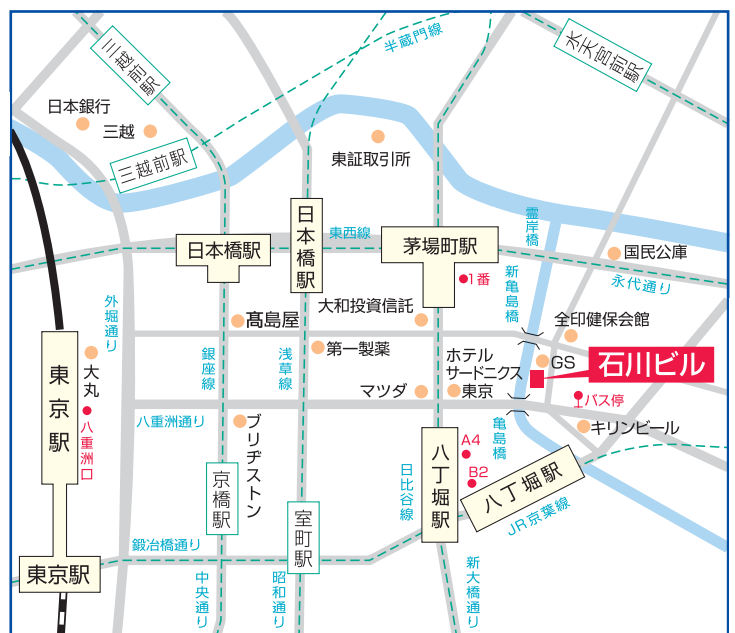 半蔵門線
三越前駅
水天宮前駅
日本銀行
三越
三越前駅
東証取引所
日本橋駅
日本橋駅
東西線
茅場町駅
霊岸橋
国民公庫
永代通り
1番
新亀島橋
外堀通り
髙島屋
大和投資信託
全印健保会館
銀座線
浅草線
第一製薬
ホテル
サードニクス
東京
GS
石川ビル
大丸
東京駅
八重洲口
マツダ
バス停
八重洲通り
ブリヂストン
亀島橋
キリンビール
A4
B2
八丁堀駅
八丁堀駅
日比谷線
京橋駅
室町駅
JR京葉線
鍛冶橋通り
東京駅
中央通り
昭和通り
新大橋通り